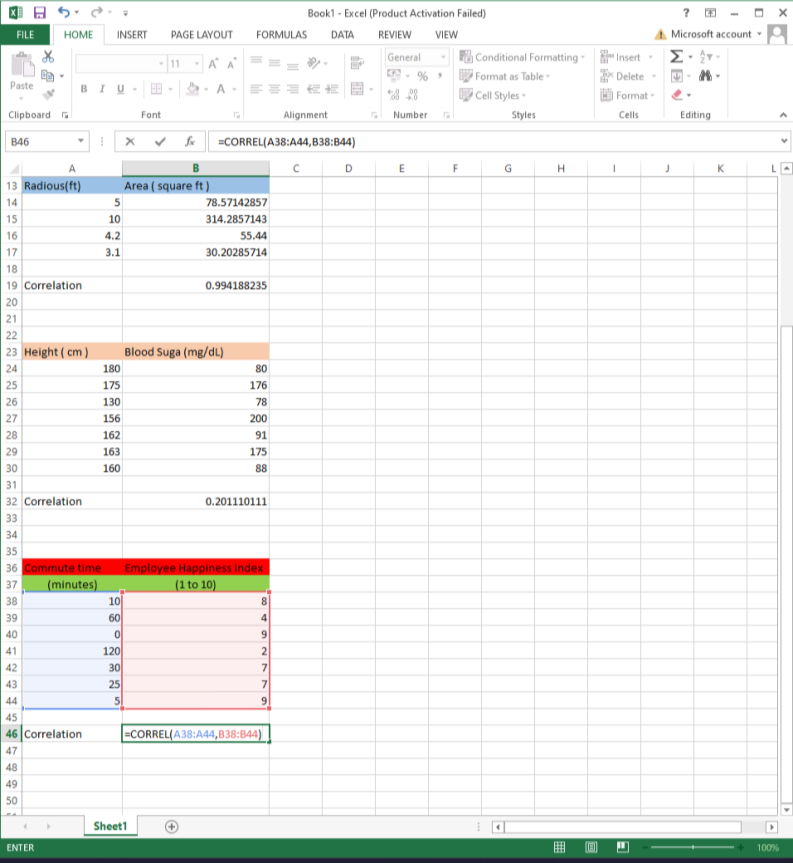 Book1 - Excel (Product Activation Failed)
FILE HOME INSERT PAGE LAYOUT FORMULAS DATA REVIEW VIEW Microsoft account
11 A A General Conditional Formatting Insert Σ
Paste B I U A % Format as Table Delete
Cell Styles Format
Clipboard Font Alignment Number Styles Cells Editing
B46 fx =CORREL(A38:A44,B38:B44)
A B C D E F G H I J K L
13 Radious(ft) Area ( square ft )
14 5 78.57142857
15 10 314.2857143
16 4.2 55.44
17 3.1 30.20285714
18
19 Correlation 0.994188235
20
21
22
23 Height ( cm ) Blood Suga (mg/dL)
24 180 80
25 175 176
26 130 78
27 156 200
28 162 91
29 163 175
30 160 88
31
32 Correlation 0.201110111
33
34
35
36 Commute time Employee Happiness Index
37 (minutes) (1 to 10)
38 10 8
39 60 4
40 0 9
41 120 2
42 30 7
43 25 7
44 5 9
45
46 Correlation =CORREL(A38:A44,B38:B44)
47
48
49
50
Sheet1
ENTER 100%